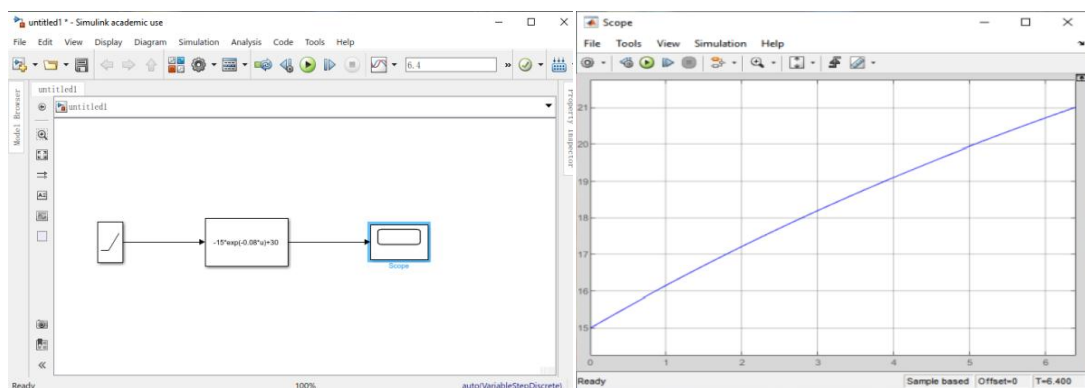 untitled1 * - Simulink academic use
File Edit View Display Diagram Simulation Analysis Code Tools Help
6.4
»
Model Browser
untitled1
untitled1
Property Inspector
-15*exp(-0.08*u)+30
Scope
Ready 100% auto(VariableStepDiscrete)
Scope
File Tools View Simulation Help
21
20
19
18
17
16
15
0 1 2 3 4 5 6
Ready Sample based Offset=0 T=6.400